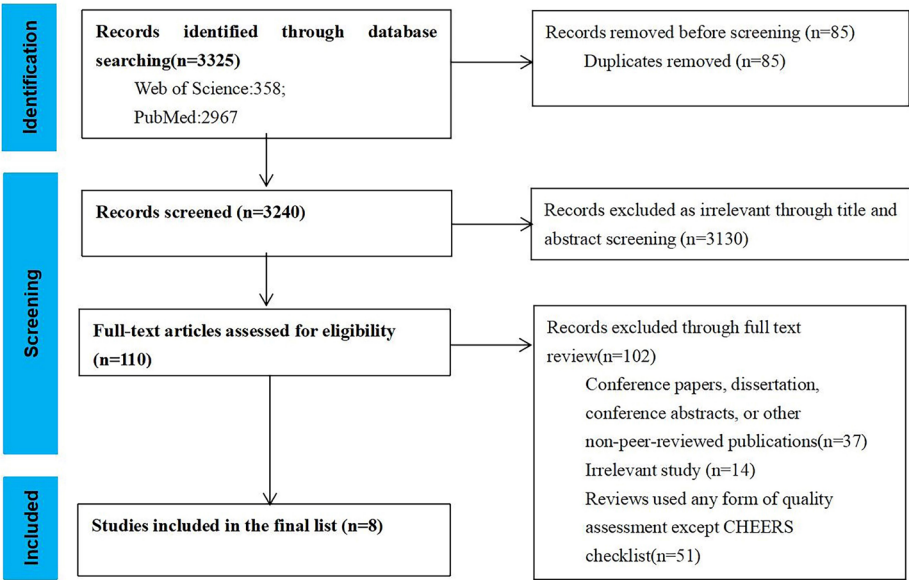 Identification
Records identified through database
searching(n=3325)
Web of Science:358;
PubMed:2967
Records removed before screening (n=85)
Duplicates removed (n=85)
Screening
Records screened (n=3240)
Records excluded as irrelevant through title and
abstract screening (n=3130)
Full-text articles assessed for eligibility
(n=110)
Records excluded through full text
review(n=102)
Conference papers, dissertation,
conference abstracts, or other
non-peer-reviewed publications(n=37)
Irrelevant study (n=14)
Reviews used any form of quality
assessment except CHEERS
checklist(n=51)
Included
Studies included in the final list (n=8)